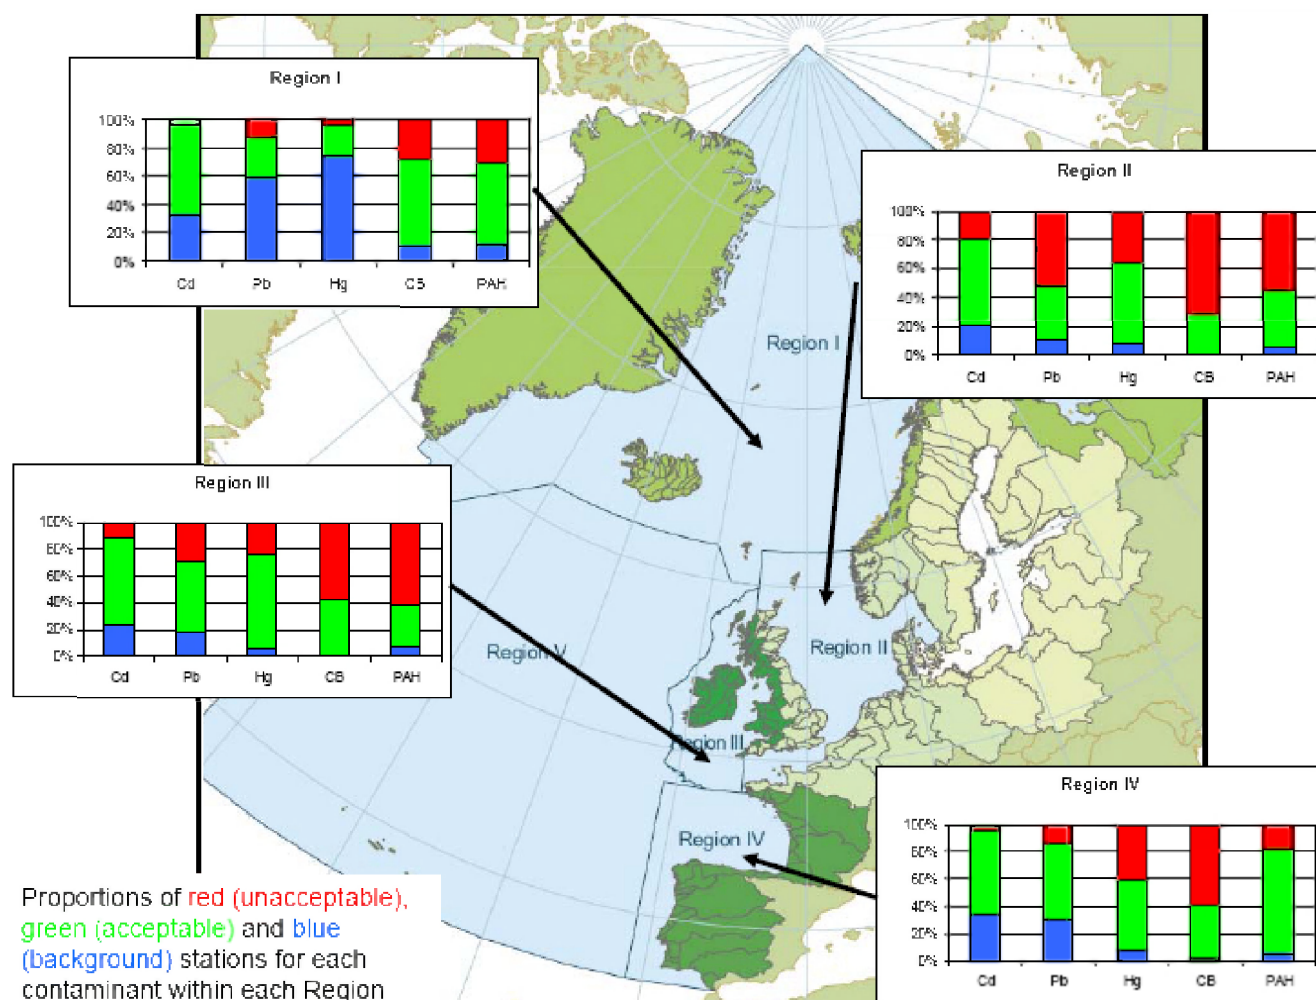 Region I
100%
80%
60%
40%
20%
0%
Cd Pb Hg CB PAH
Region II
100%
80%
60%
40%
20%
0%
Cd Pb Hg CB PAH
Region I
Region III
100%
80%
60%
40%
20%
0%
Cd Pb Hg CB PAH
Region V
Region II
Region III
Region IV
Region IV
100%
80%
60%
40%
20%
0%
Cd Pb Hg CB PAH
Proportions of red (unacceptable),
green (acceptable) and blue
(background) stations for each
contaminant within each Region